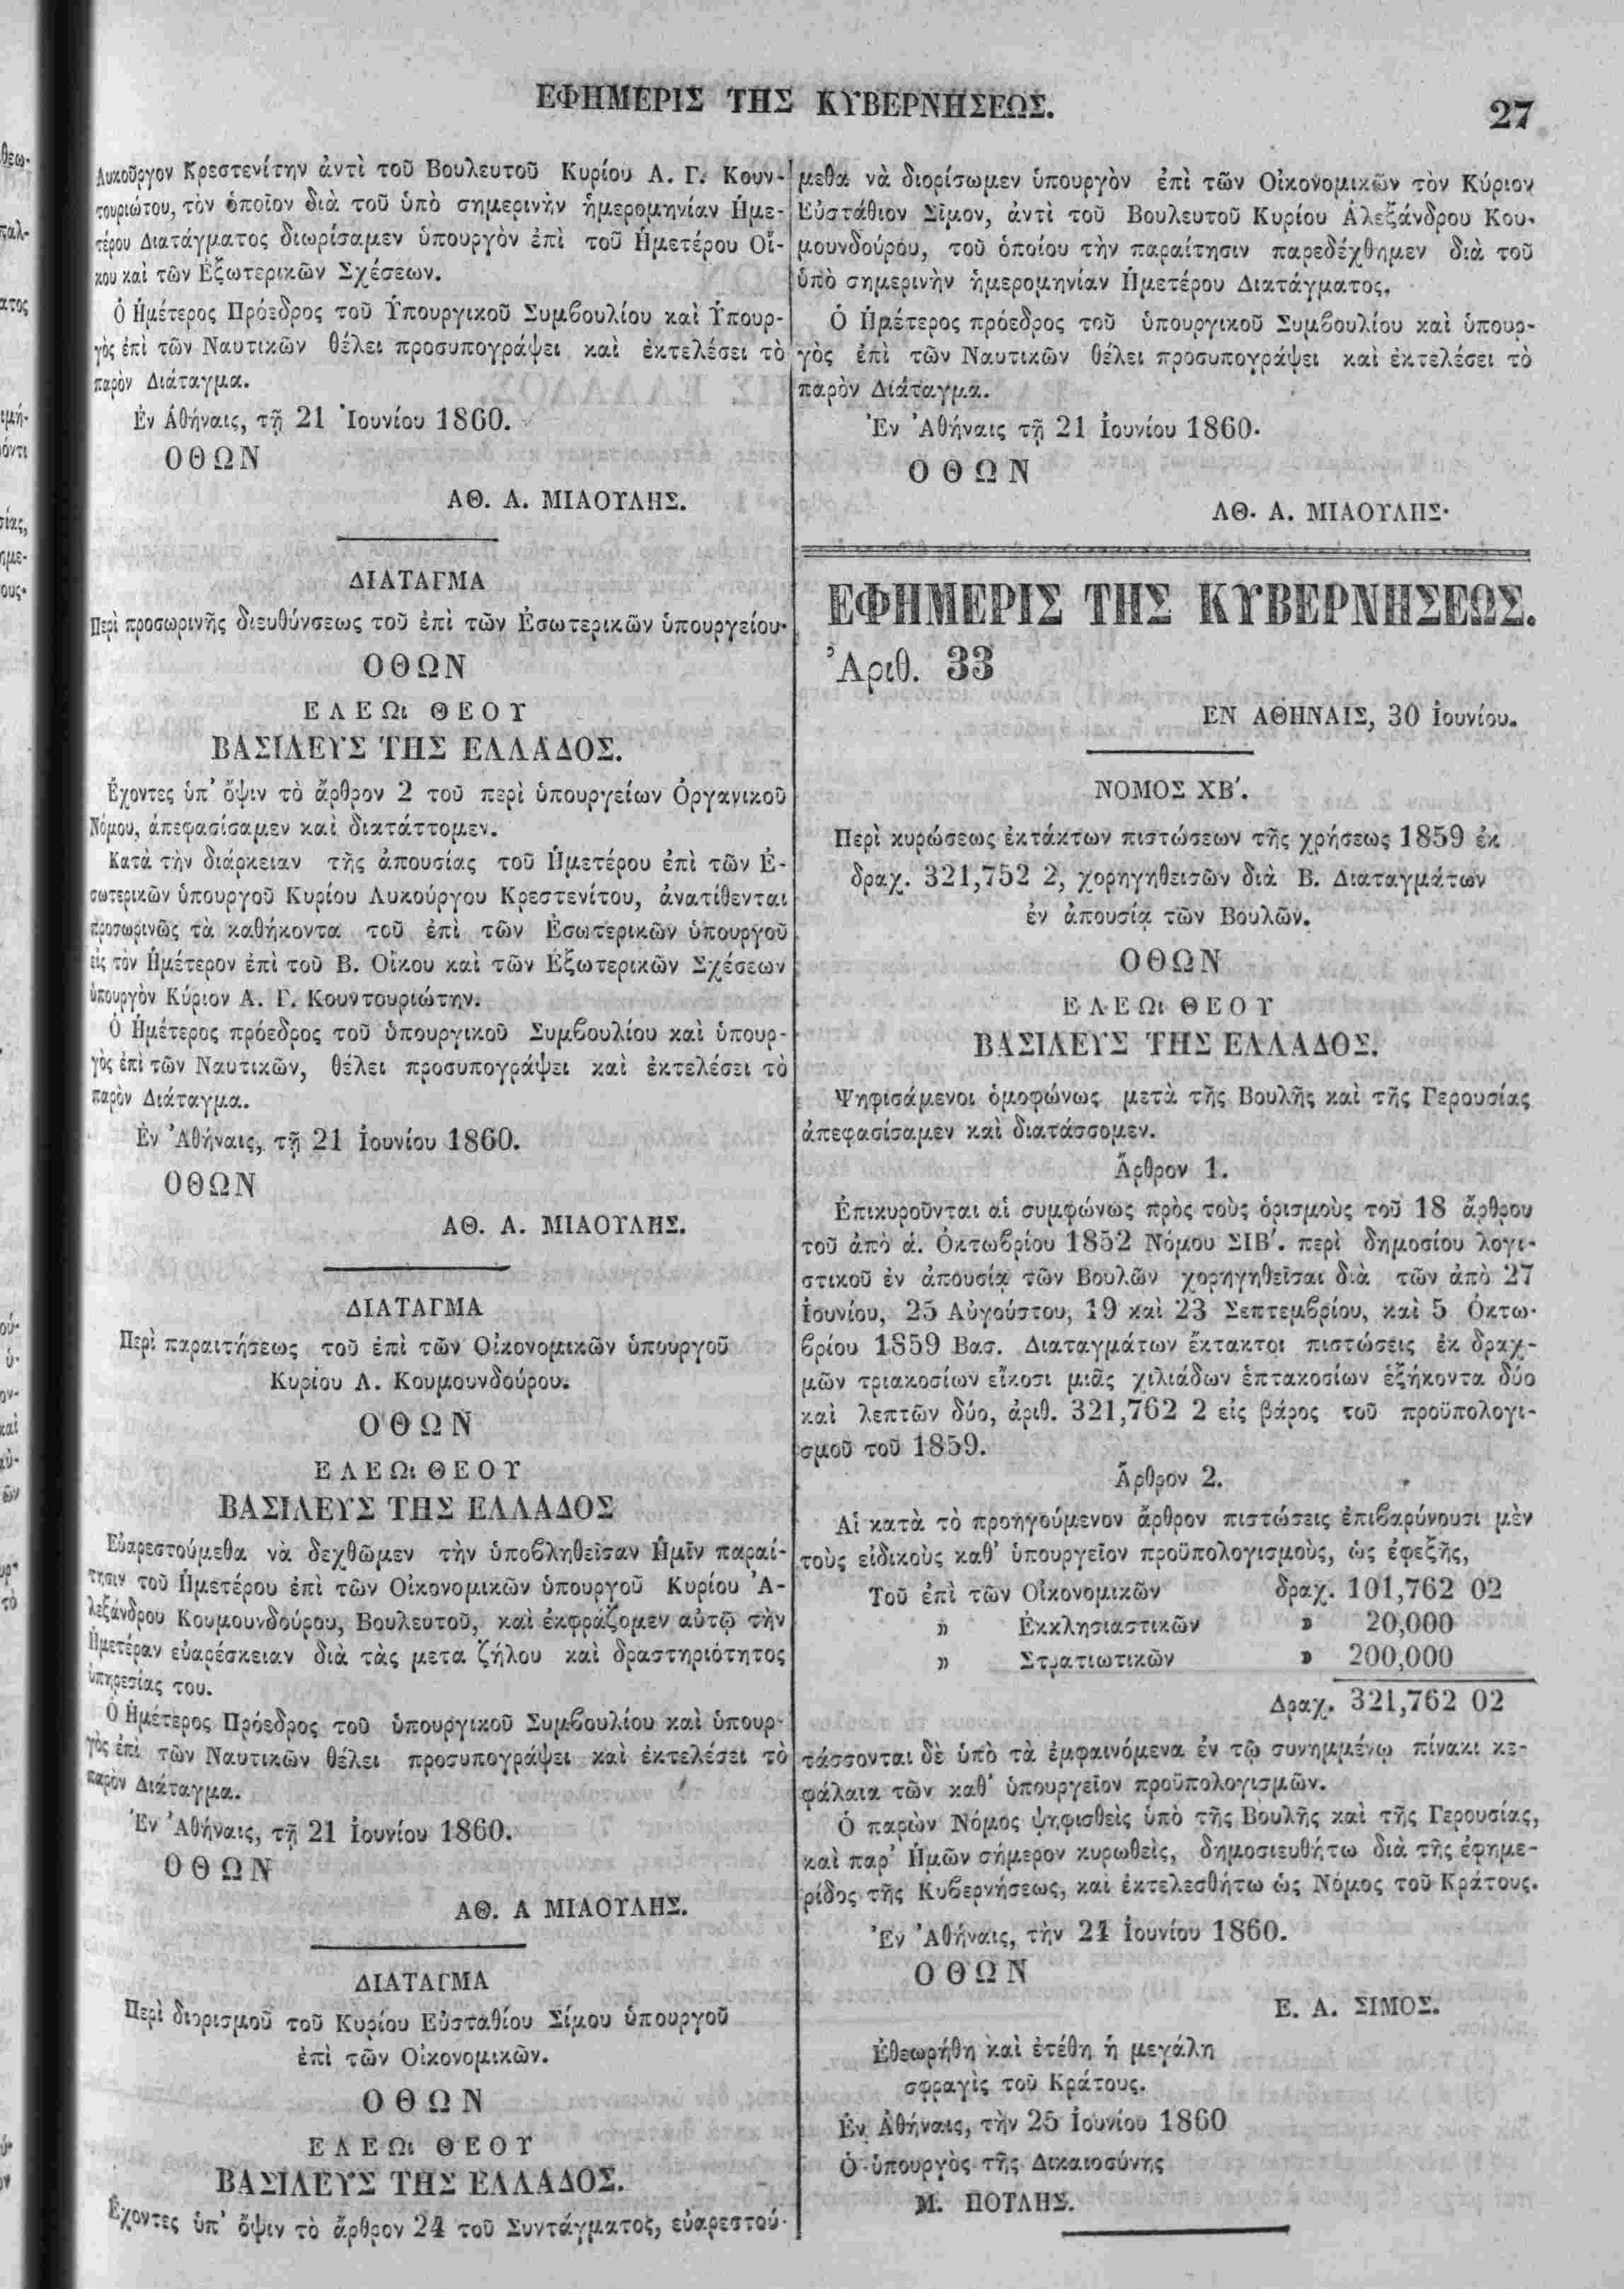 ΕΦΗΜΕΡΙΣ ΤΗΣ ΚΥΒΕΡΝΗΣΕΩΣ.
27
Λυκοῦργον Κρεστενίτην ἀντὶ τοῦ Βουλευτοῦ Κυρίου Α. Γ. Κουν-
τουριώτου, τὸν ὁποῖον διὰ τοῦ ὑπὸ σημερινὴν ἡμερομηνίαν Ἡμε-
τέρου Διατάγματος διωρίσαμεν ὑπουργὸν ἐπὶ τοῦ Ἡμετέρου Οἴ-
κου καὶ τῶν Ἐξωτερικῶν Σχέσεων.
Ὁ Ἡμέτερος Πρόεδρος τοῦ Ὑπουργικοῦ Συμβουλίου καὶ Ὑπουρ-
γὸς ἐπὶ τῶν Ναυτικῶν θέλει προσυπογράψει καὶ ἐκτελέσει τὸ
παρὸν Διάταγμα.
Ἐν Ἀθήναις, τῇ 21 Ἰουνίου 1860.
ΟΘΩΝ
ΑΘ. Α. ΜΙΑΟΥΛΗΣ.
ΔΙΑΤΑΓΜΑ
Περὶ προσωρινῆς διευθύνσεως τοῦ ἐπὶ τῶν Ἐσωτερικῶν ὑπουργείου·
ΟΘΩΝ
ΕΛΕΩι ΘΕΟΥ
ΒΑΣΙΛΕΥΣ ΤΗΣ ΕΛΛΑΔΟΣ.
Ἔχοντες ὑπ' ὄψιν τὸ ἄρθρον 2 τοῦ περὶ ὑπουργείων Ὀργανικοῦ
Νόμου, ἀπεφασίσαμεν καὶ διατάττομεν.
Κατὰ τὴν διάρκειαν τῆς ἀπουσίας τοῦ Ἡμετέρου ἐπὶ τῶν Ἐ-
σωτερικῶν ὑπουργοῦ Κυρίου Λυκούργου Κρεστενίτου, ἀνατίθενται
προσωρινῶς τὰ καθήκοντα τοῦ ἐπὶ τῶν Ἐσωτερικῶν ὑπουργοῦ
εἰς τὸν Ἡμέτερον ἐπὶ τοῦ Β. Οἴκου καὶ τῶν Ἐξωτερικῶν Σχέσεων
ὑπουργὸν Κύριον Α. Γ. Κουντουριώτην.
Ὁ Ἡμέτερος πρόεδρος τοῦ ὑπουργικοῦ Συμβουλίου καὶ ὑπουρ-
γὸς ἐπὶ τῶν Ναυτικῶν, θέλει προσυπογράψει καὶ ἐκτελέσει τὸ
παρὸν Διάταγμα.
Ἐν Ἀθήναις, τῇ 21 Ἰουνίου 1860.
ΟΘΩΝ
ΑΘ. Α. ΜΙΑΟΥΛΗΣ.
ΔΙΑΤΑΓΜΑ
Περὶ παραιτήσεως τοῦ ἐπὶ τῶν Οἰκονομικῶν ὑπουργοῦ
Κυρίου Α. Κουμουνδούρου.
ΟΘΩΝ
ΕΛΕΩι ΘΕΟΥ
ΒΑΣΙΛΕΥΣ ΤΗΣ ΕΛΛΑΔΟΣ
Εὐαρεστούμεθα νὰ δεχθῶμεν τὴν ὑποβληθεῖσαν Ἡμῖν παραί-
τησιν τοῦ Ἡμετέρου ἐπὶ τῶν Οἰκονομικῶν ὑπουργοῦ Κυρίου Ἀ-
λεξάνδρου Κουμουνδούρου, Βουλευτοῦ, καὶ ἐκφράζομεν αὐτῷ τὴν
Ἡμετέραν εὐαρέσκειαν διὰ τὰς μετα ζήλου καὶ δραστηριότητος
ὑπηρεσίας του.
Ὁ Ἡμέτερος Πρόεδρος τοῦ ὑπουργικοῦ Συμβουλίου καὶ ὑπουρ-
γὸς ἐπὶ τῶν Ναυτικῶν θέλει προσυπογράψει καὶ ἐκτελέσει τὸ
παρὸν Διάταγμα.
Ἐν Ἀθήναις, τῇ 21 Ἰουνίου 1860.
ΟΘΩΝ
ΑΘ. Α ΜΙΑΟΥΛΗΣ.
ΔΙΑΤΑΓΜΑ
Περὶ διορισμοῦ τοῦ Κυρίου Εὐσταθίου Σίμου ὑπουργοῦ
ἐπὶ τῶν Οἰκονομικῶν.
ΟΘΩΝ
ΕΛΕΩι ΘΕΟΥ
ΒΑΣΙΛΕΥΣ ΤΗΣ ΕΛΛΑΔΟΣ.
Ἔχοντες ὑπ' ὄψιν τὸ ἄρθρον 24 τοῦ Συντάγματος, εὐαρεστού-
μεθα νὰ διορίσωμεν ὑπουργὸν ἐπὶ τῶν Οἰκονομικῶν τὸν Κύριον
Εὐστάθιον Σῖμον, ἀντὶ τοῦ Βουλευτοῦ Κυρίου Ἀλεξάνδρου Κου-
μουνδούρου, τοῦ ὁποίου τὴν παραίτησιν παρεδέχθημεν διὰ τοῦ
ὑπὸ σημερινὴν ἡμερομηνίαν Ἡμετέρου Διατάγματος.
Ὁ Ἡμέτερος πρόεδρος τοῦ ὑπουργικοῦ Συμβουλίου καὶ ὑπουρ-
γὸς ἐπὶ τῶν Ναυτικῶν θέλει προσυπογράψει καὶ ἐκτελέσει τὸ
παρὸν Διάταγμα.
Ἐν Ἀθήναις τῇ 21 Ἰουνίου 1860.
ΟΘΩΝ
ΑΘ. Α. ΜΙΑΟΥΛΗΣ.
ΕΦΗΜΕΡΙΣ ΤΗΣ ΚΥΒΕΡΝΗΣΕΩΣ.
Ἀριθ. 33
ΕΝ ΑΘΗΝΑΙΣ, 30 Ἰουνίου.
ΝΟΜΟΣ ΧΒ'.
Περὶ κυρώσεως ἐκτάκτων πιστώσεων τῆς χρήσεως 1859 ἐκ
δραχ. 321,752 2, χορηγηθεισῶν διὰ Β. Διαταγμάτων
ἐν ἀπουσίᾳ τῶν Βουλῶν.
ΟΘΩΝ
ΕΛΕΩι ΘΕΟΥ
ΒΑΣΙΛΕΥΣ ΤΗΣ ΕΛΛΑΔΟΣ.
Ψηφισάμενοι ὁμοφώνως μετὰ τῆς Βουλῆς καὶ τῆς Γερουσίας
ἀπεφασίσαμεν καὶ διατάσσομεν.
Ἄρθρον 1.
Ἐπικυροῦνται αἱ συμφώνως πρὸς τοὺς ὁρισμοὺς τοῦ 18 ἄρθρου
τοῦ ἀπὸ ά. Ὀκτωβρίου 1852 Νόμου ΣΙΒ'. περὶ δημοσίου λογι-
στικοῦ ἐν ἀπουσίᾳ τῶν Βουλῶν χορηγηθεῖσαι διὰ τῶν ἀπὸ 27
Ἰουνίου, 25 Αὐγούστου, 19 καὶ 23 Σεπτεμβρίου, καὶ 5 Ὀκτω-
βρίου 1859 Βασ. Διαταγμάτων ἔκτακτοι πιστώσεις ἐκ δραχ-
μῶν τριακοσίων εἴκοσι μιᾶς χιλιάδων ἑπτακοσίων ἑξήκοντα δύο
καὶ λεπτῶν δύο, ἀριθ. 321,762 2 εἰς βάρος τοῦ προϋπολογι-
σμοῦ τοῦ 1859.
Ἄρθρον 2.
Αἱ κατὰ τὸ προηγούμενον ἄρθρον πιστώσεις ἐπιβαρύνουσι μὲν
τοὺς εἰδικοὺς καθ' ὑπουργεῖον προϋπολογισμοὺς, ὡς ἐφεξῆς,
Τοῦ ἐπὶ τῶν Οἰκονομικῶν δραχ. 101,762 02
» Ἐκκλησιαστικῶν » 20,000
» Στρατιωτικῶν » 200,000
Δραχ. 321,762 02
τάσσονται δὲ ὑπὸ τὰ ἐμφαινόμενα ἐν τῷ συνημμένῳ πίνακι κε-
φάλαια τῶν καθ' ὑπουργεῖον προϋπολογισμῶν.
Ὁ παρὼν Νόμος ψηφισθεὶς ὑπὸ τῆς Βουλῆς καὶ τῆς Γερουσίας,
καὶ παρ' Ἡμῶν σήμερον κυρωθεὶς, δημοσιευθήτω διὰ τῆς ἐφημε-
ρίδος τῆς Κυβερνήσεως, καὶ ἐκτελεσθήτω ὡς Νόμος τοῦ Κράτους.
Ἐν Ἀθήναις, τὴν 21 Ἰουνίου 1860.
ΟΘΩΝ
Ε. Α. ΣΙΜΟΣ.
Ἐθεωρήθη καὶ ἐτέθη ἡ μεγάλη
σφραγὶς τοῦ Κράτους.
Ἐν Ἀθήναις, τὴν 25 Ἰουνίου 1860
Ὁ ὑπουργὸς τῆς Δικαιοσύνης
Μ. ΠΟΤΛΗΣ.